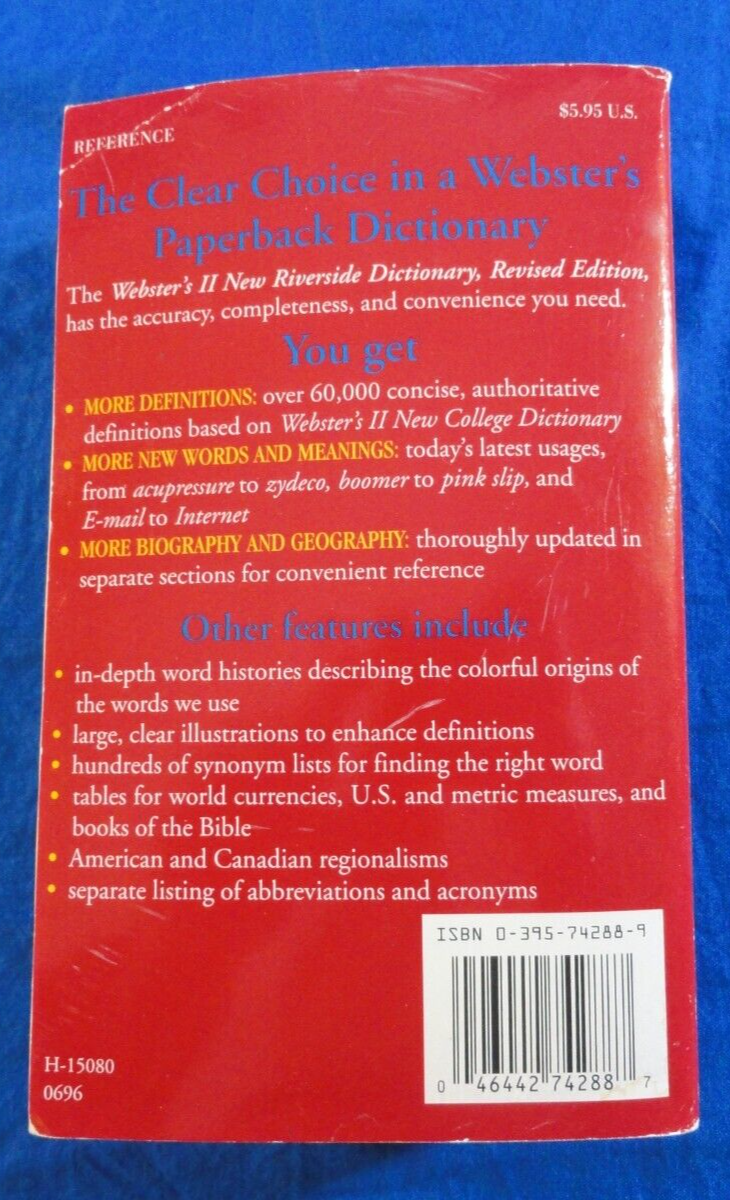 REFERENCE
$5.95 U.S.
The Clear Choice in a Webster's
Paperback Dictionary
The Webster's II New Riverside Dictionary, Revised Edition,
has the accuracy, completeness, and convenience you need.
You get
• MORE DEFINITIONS: over 60,000 concise, authoritative
definitions based on Webster's II New College Dictionary
• MORE NEW WORDS AND MEANINGS: today's latest usages,
from acupressure to zydeco, boomer to pink slip, and
E-mail to Internet
• MORE BIOGRAPHY AND GEOGRAPHY: thoroughly updated in
separate sections for convenient reference
Other features include
• in-depth word histories describing the colorful origins of
the words we use
• large, clear illustrations to enhance definitions
• hundreds of synonym lists for finding the right word
• tables for world currencies, U.S. and metric measures, and
books of the Bible
• American and Canadian regionalisms
• separate listing of abbreviations and acronyms
ISBN 0-395-74288-9
0 46442 74288 7
H-15080
0696